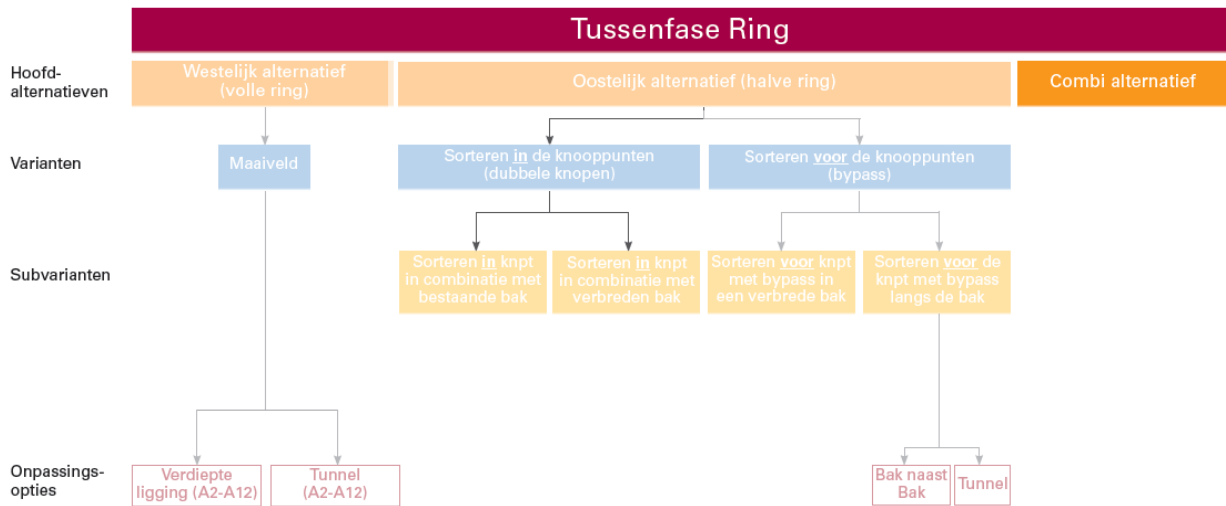 Tussenfase Ring
Hoofd-
alternatieven
Westelijk alternatief
(volle ring)
Oostelijk alternatief (halve ring)
Combi alternatief
Varianten
Maaiveld
Sorteren in de knooppunten
(dubbele knopen)
Sorteren voor de knooppunten
(bypass)
Subvarianten
Sorteren in knpt
in combinatie met
bestaande bak
Sorteren in knpt
in combinatie met
verbreden bak
Sorteren voor knpt
met bypass in
een verbrede bak
Sorteren voor de
knpt met bypass
langs de bak
Onpassings-
opties
Verdiepte
ligging (A2-A12)
Tunnel
(A2-A12)
Bak naast
Bak
Tunnel